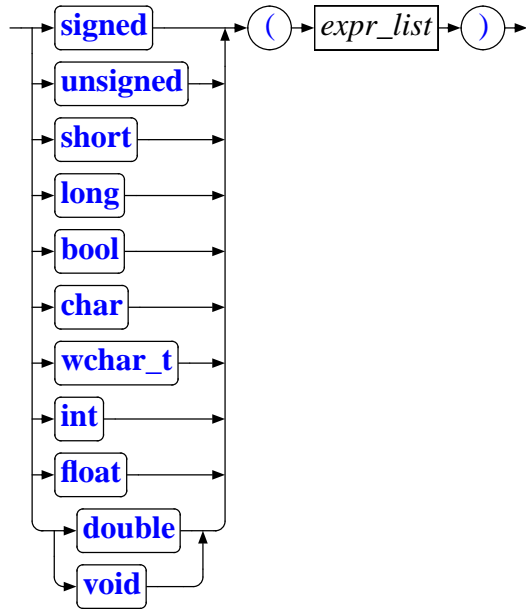 signed ( expr_list )
unsigned
short
long
bool
char
wchar_t
int
float
double
void